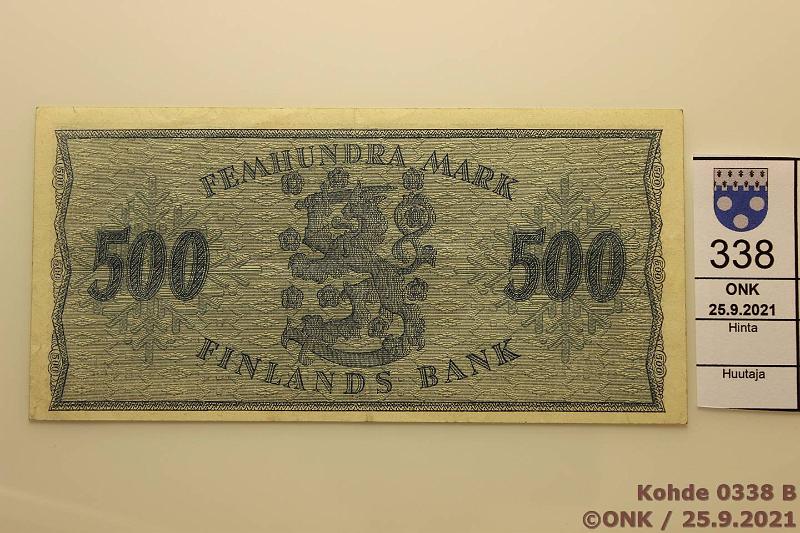 FEMHUNDRA MARK
500
500
FINLANDS BANK
338
ONK
25.9.2021
Hinta
Huutaja
Kohde 0338 B
©ONK / 25.9.2021